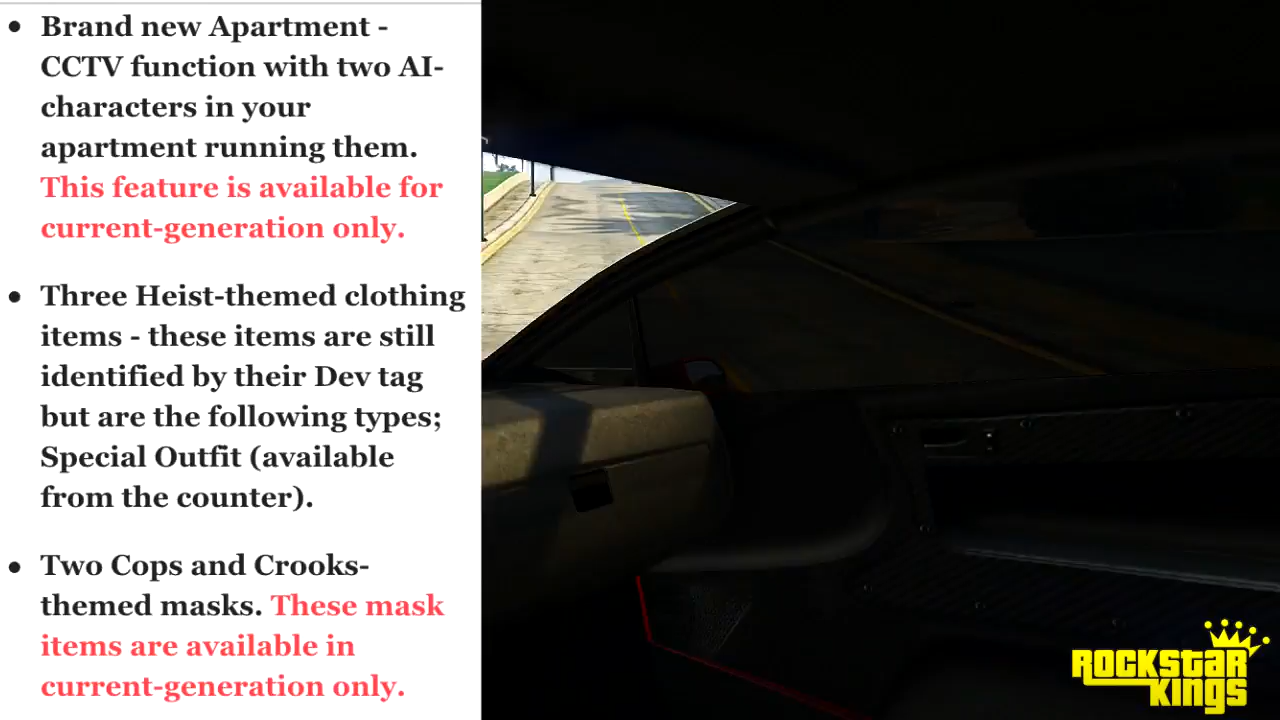 Brand new Apartment -
CCTV function with two AI-
characters in your
apartment running them.
This feature is available for
current-generation only.
Three Heist-themed clothing
items - these items are still
identified by their Dev tag
but are the following types;
Special Outfit (available
from the counter).
Two Cops and Crooks-
themed masks. These mask
items are available in
current-generation only.
ROCKSTAR
KINGS